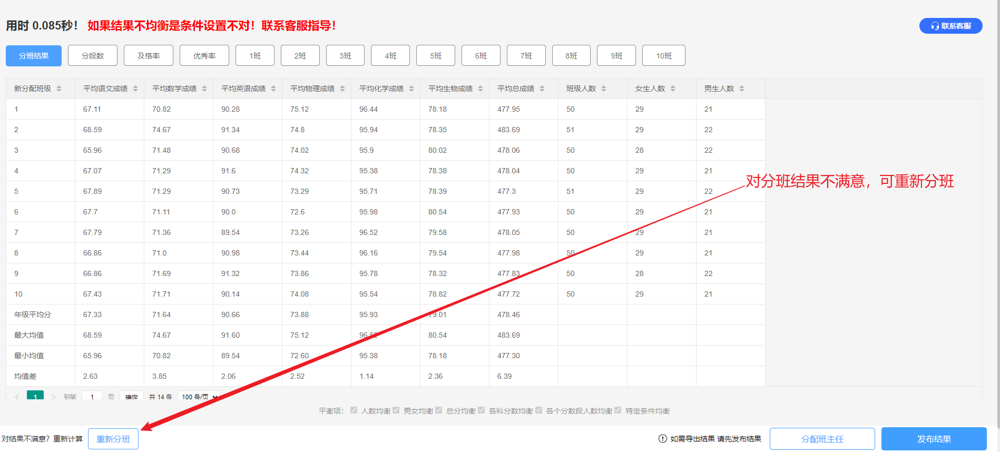 用时 0.085秒！ 如果结果不均衡是条件设置不对！联系客服指导！
联系客服
分班结果 分段数 及格率 优秀率 1班 2班 3班 4班 5班 6班 7班 8班 9班 10班
新分配班级 平均语文成绩 平均数学成绩 平均英语成绩 平均物理成绩 平均化学成绩 平均生物成绩 平均总成绩 班级人数 女生人数 男生人数
1 67.11 70.82 90.28 75.12 96.44 78.18 477.95 50 29 21
2 68.59 74.67 91.34 74.8 95.94 78.35 483.69 51 29 22
3 65.96 71.48 90.68 74.02 95.9 80.02 478.06 50 28 22
4 67.07 71.29 91.6 74.32 95.38 78.38 478.04 50 29 21
对分班结果不满意，可重新分班
5 67.89 71.29 90.73 73.29 95.71 78.39 477.3 51 29 22
6 67.7 71.11 90.0 72.6 95.98 80.54 477.93 50 29 21
7 67.79 71.36 89.54 73.26 96.52 79.58 478.05 50 29 21
8 66.86 71.0 90.98 73.44 96.16 79.54 477.98 50 29 21
9 66.86 71.69 91.32 73.86 95.78 78.32 477.83 50 28 22
10 67.43 71.71 90.14 74.08 95.54 78.82 477.72 50 29 21
年级平均分 67.33 71.64 90.66 73.88 95.93 79.01 478.46
最大均值 68.59 74.67 91.60 75.12 96.52 80.54 483.69
最小均值 65.96 70.82 89.54 72.60 95.38 78.18 477.30
均值差 2.63 3.85 2.06 2.52 1.14 2.36 6.39
1 到第 1 页 确定 共 14 条 100 条/页
平衡项： 人数均衡 男女均衡 总分均衡 各科分数均衡 各个分数段人数均衡 特定条件均衡
对结果不满意？重新计算 重新分班 如需导出结果 请先发布结果 分配班主任 发布结果